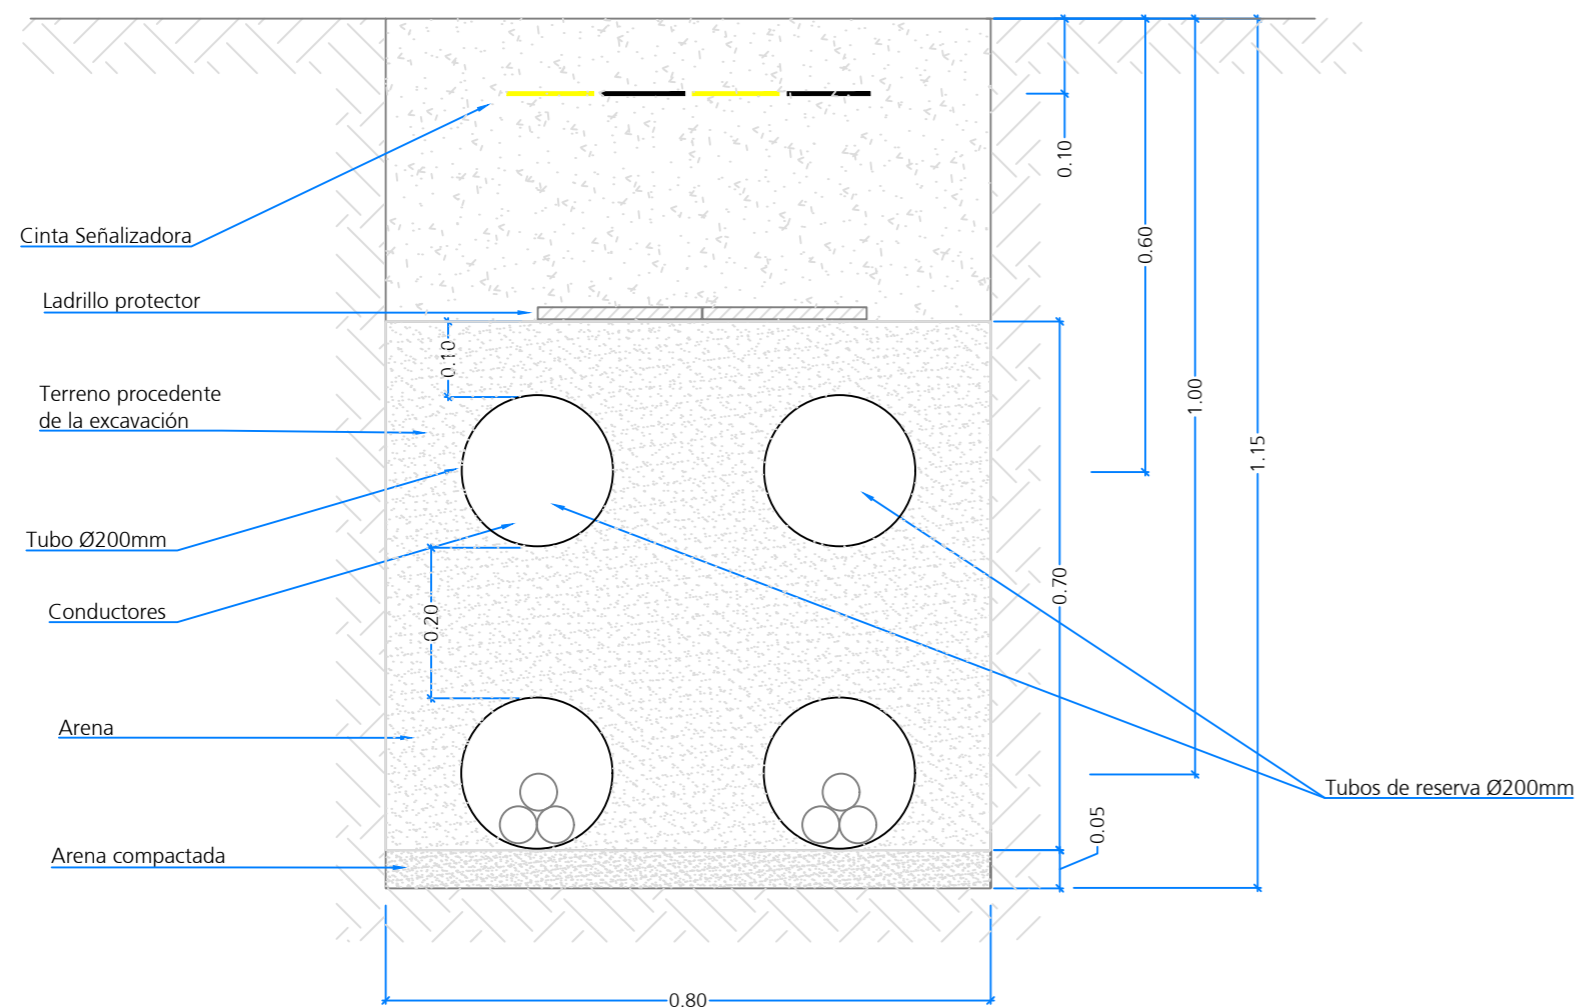 Cinta Señalizadora
Ladrillo protector
Terreno procedente
de la excavación
Tubo Ø200mm
Conductores
Arena
Arena compactada
0.10
0.20
0.80
0.10
0.60
1.00
1.15
0.70
0.05
Tubos de reserva Ø200mm